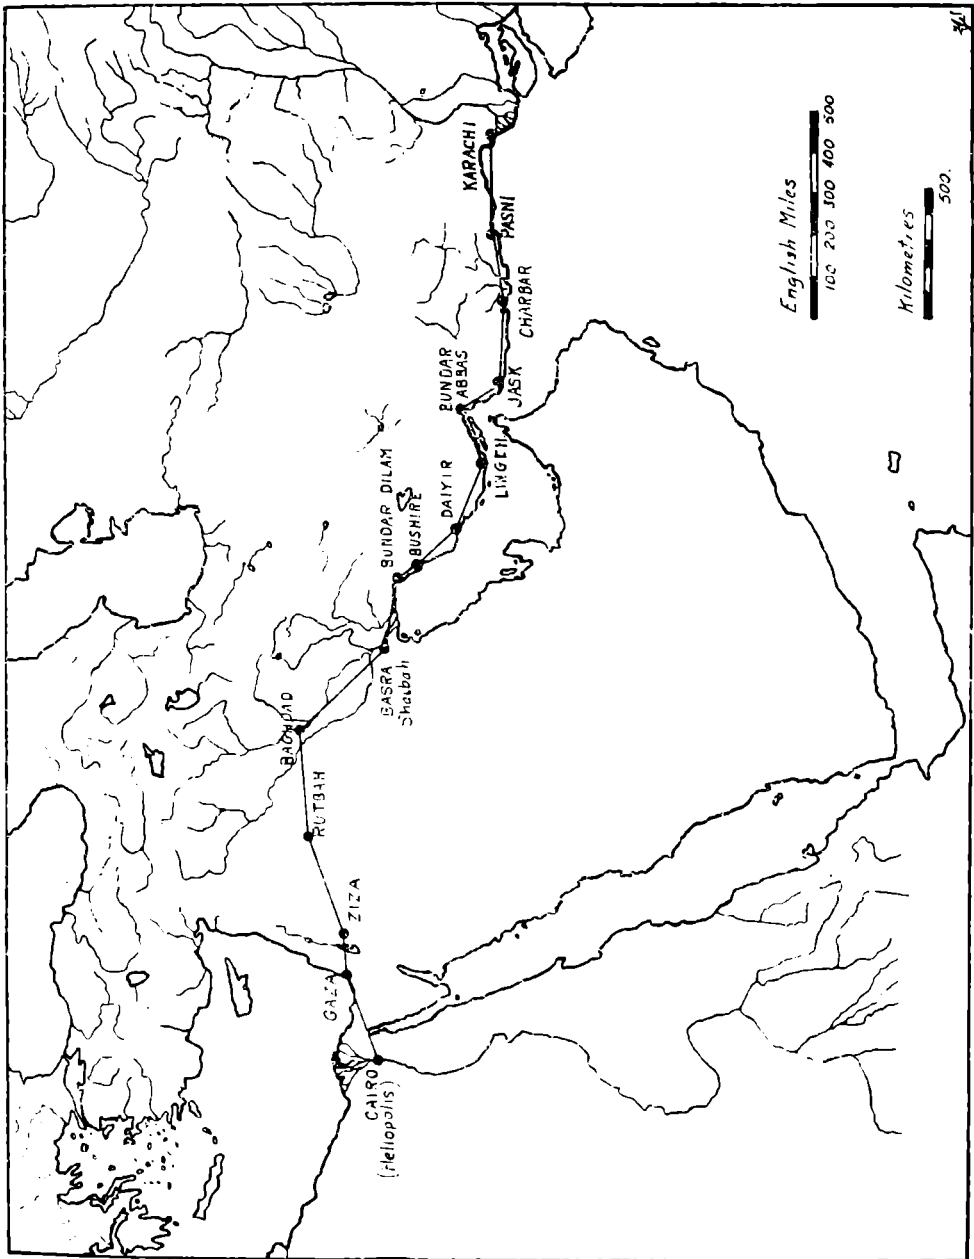 CAIRO
(Heliopolis)
GAZA
ZIZA
RUTBAH
BAGHDAD
BASRA
Shaibah
BUNDAR DILAM
BUSHIRE
DAIYIR
LINGEH
BUNDAR
ABBAS
JASK
CHARBAR
PASNI
KARACHI
English Miles
100 200 300 400 500
Kilometres
500.